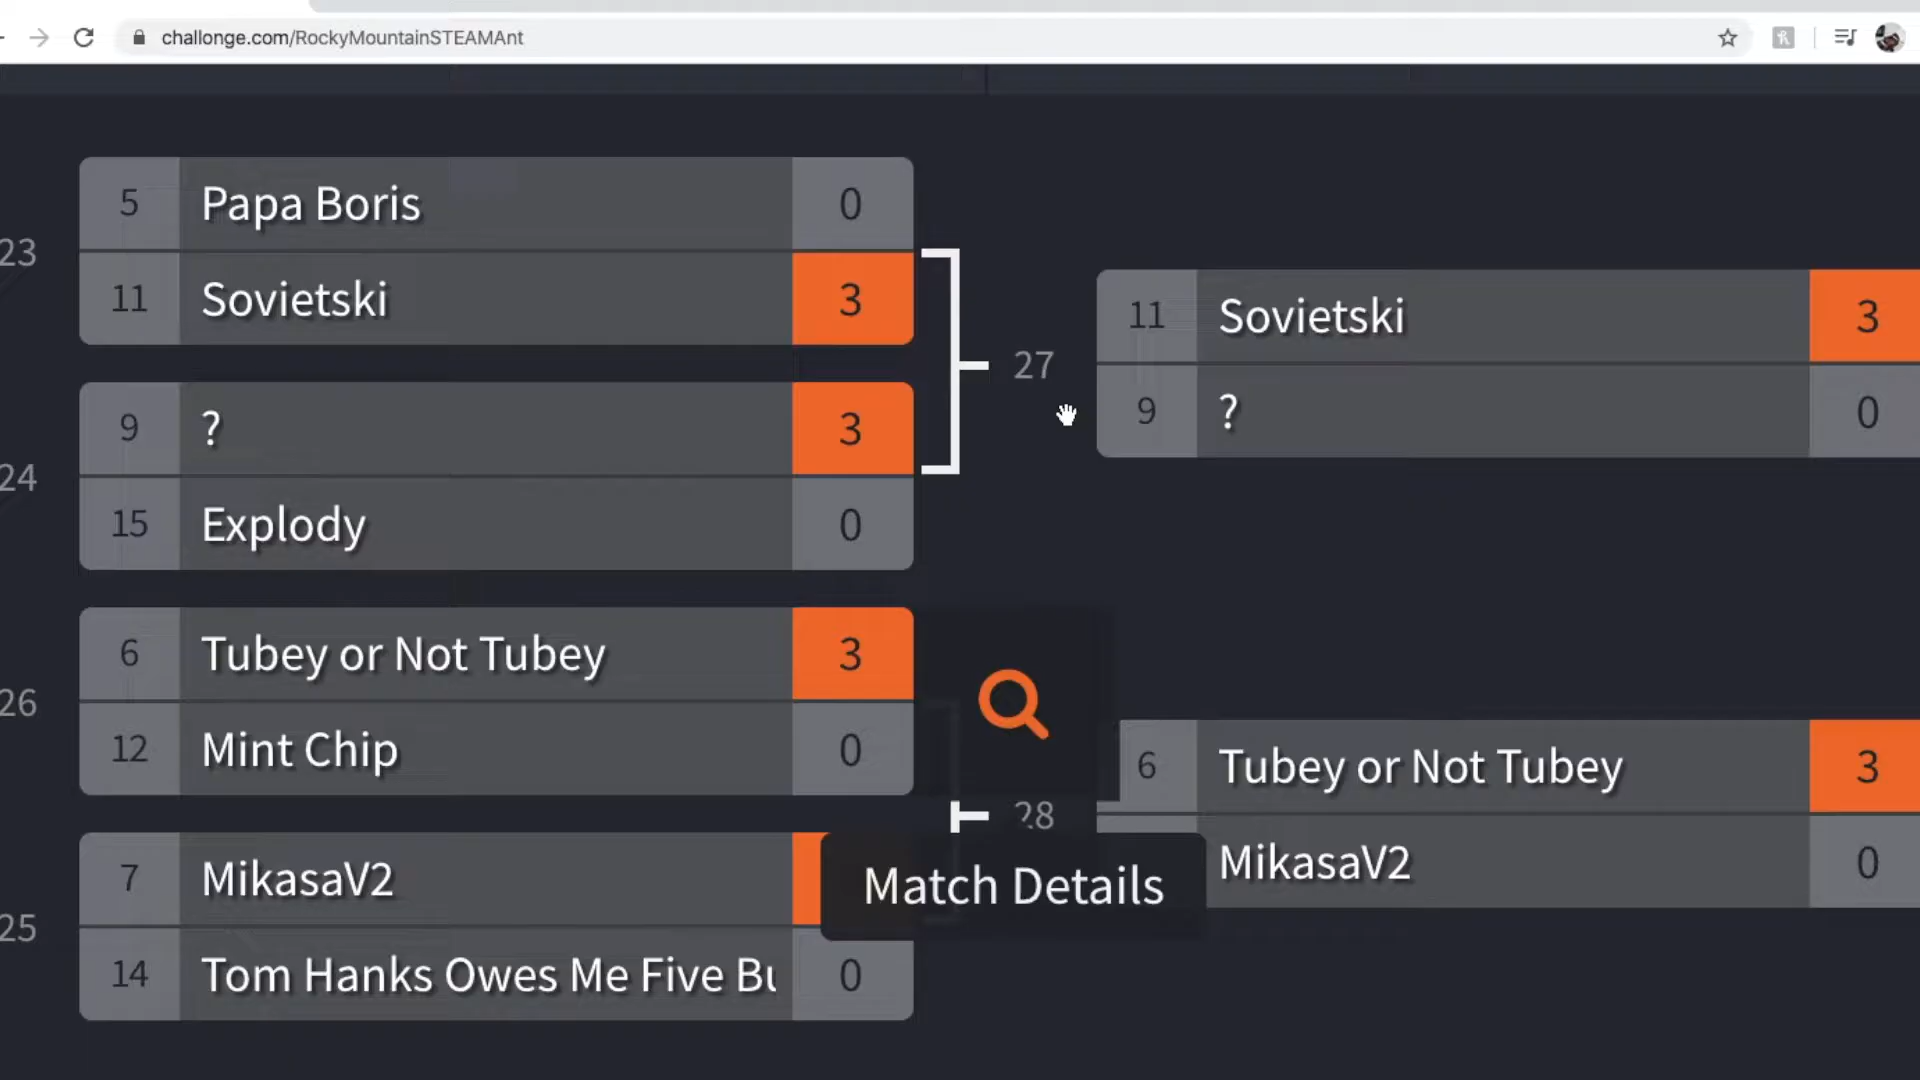 challonge.com/RockyMountainSTEAMAnt
23
5 Papa Boris 0
11 Sovietski 3
24
9 ? 3
15 Explody 0
26
6 Tubey or Not Tubey 3
12 Mint Chip 0
25
7 MikasaV2
14 Tom Hanks Owes Me Five 0
27
11 Sovietski 3
9 ? 0
28
6 Tubey or Not Tubey 3
MikasaV2 0
Match Details